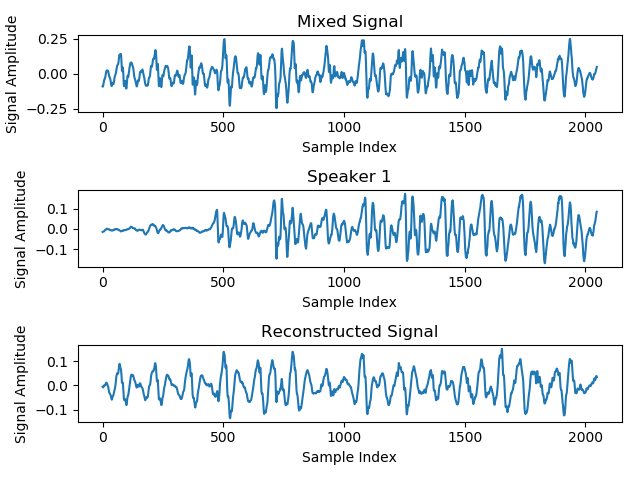 Mixed Signal
Signal Amplitude
0.25
0.00
−0.25
0 500 1000 1500 2000
Sample Index
Speaker 1
Signal Amplitude
0.1
0.0
−0.1
0 500 1000 1500 2000
Sample Index
Reconstructed Signal
Signal Amplitude
0.1
0.0
−0.1
0 500 1000 1500 2000
Sample Index